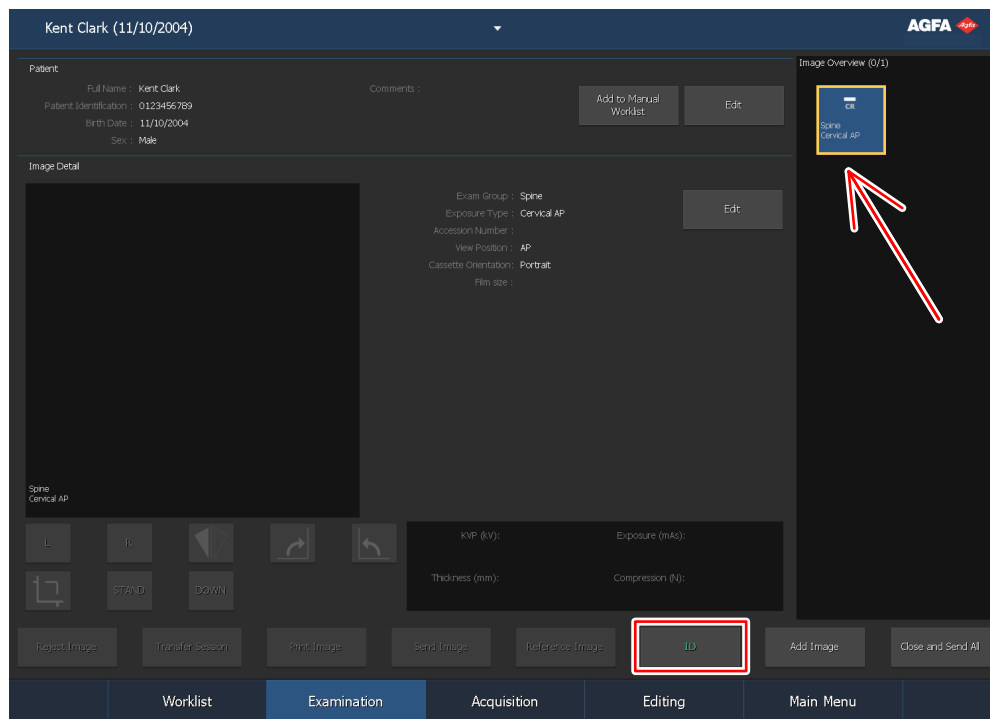 Kent Clark (11/10/2004)
AGFA
Agfa
Patient
Full Name : Kent Clark
Comments :
Patient Identification : 0123456789
Birth Date : 11/10/2004
Sex : Male
Add to Manual
Worklist
Edit
Image Overview (0/1)
CR
Spine
Cervical AP
Image Detail
Exam Group : Spine
Exposure Type : Cervical AP
Accession Number :
View Position : AP
Cassette Orientation: Portrait
Film size :
Edit
Spine
Cervical AP
L
R
STAND
DOWN
KVP (kV):
Exposure (mAs):
Thickness (mm):
Compression (N):
Reject Image
Transfer Session
Print Image
Send Image
Reference Image
ID
Add Image
Close and Send All
Worklist
Examination
Acquisition
Editing
Main Menu